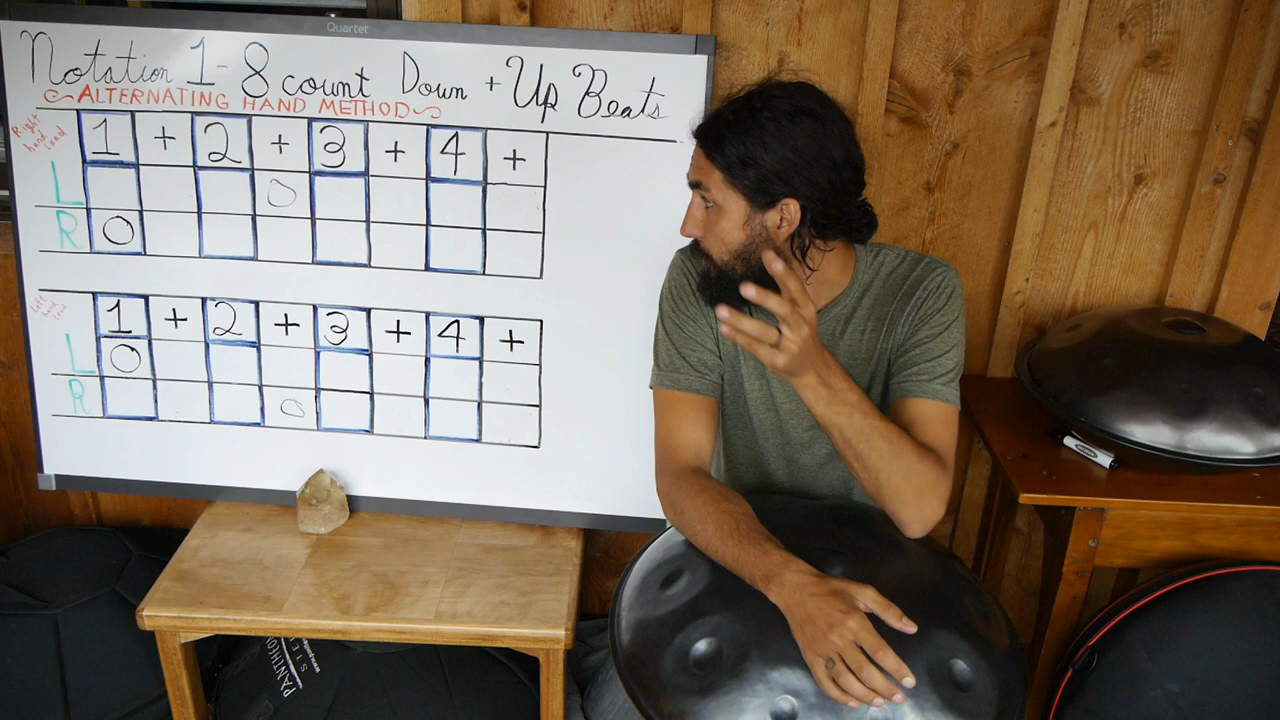 Quartet
Notation 1-8 count Down + Up Beats
ALTERNATING HAND METHOD
Right hand lead
1 + 2 + 3 + 4 +
L O
R O
Left hand lead
1 + 2 + 3 + 4 +
L O
R O
PANTHEON